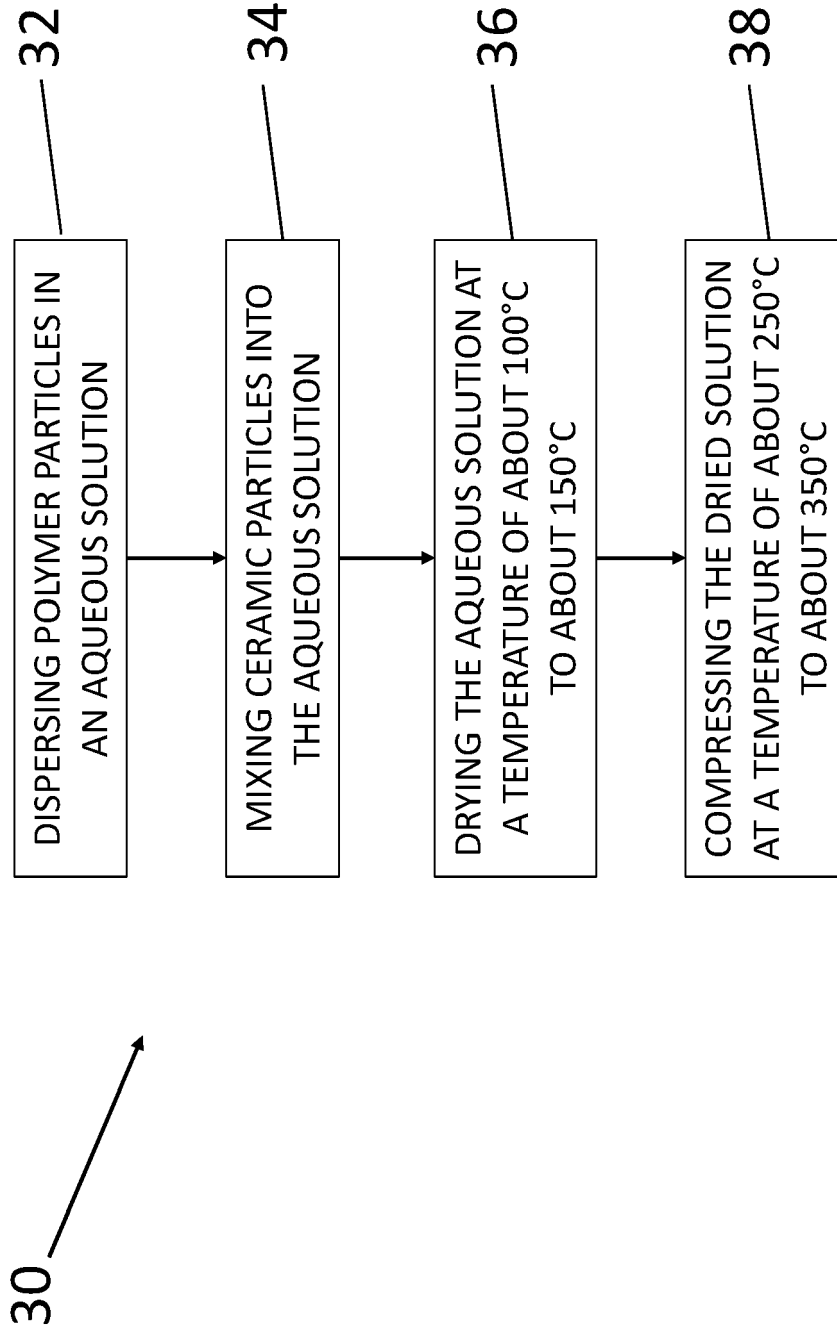 30
DISPERSING POLYMER PARTICLES IN
AN AQUEOUS SOLUTION
32
MIXING CERAMIC PARTICLES INTO
THE AQUEOUS SOLUTION
34
DRYING THE AQUEOUS SOLUTION AT
A TEMPERATURE OF ABOUT 100°C
TO ABOUT 150°C
36
COMPRESSING THE DRIED SOLUTION
AT A TEMPERATURE OF ABOUT 250°C
TO ABOUT 350°C
38